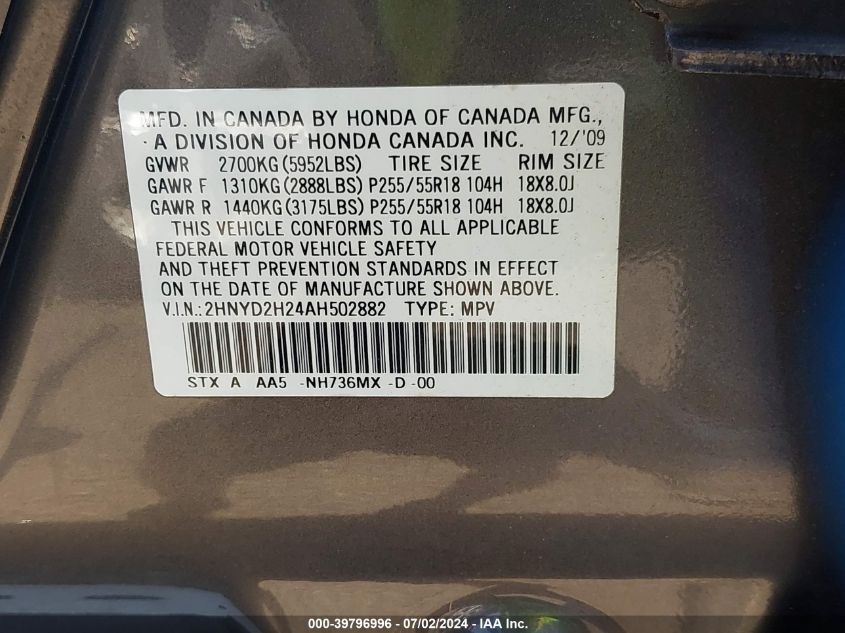 MFD. IN CANADA BY HONDA OF CANADA MFG.,
A DIVISION OF HONDA CANADA INC. 12/'09
GVWR 2700KG(5952LBS) TIRE SIZE RIM SIZE
GAWR F 1310KG(2888LBS) P255/55R18 104H 18X8.0J
GAWR R 1440KG(3175LBS) P255/55R18 104H 18X8.0J
THIS VEHICLE CONFORMS TO ALL APPLICABLE
FEDERAL MOTOR VEHICLE SAFETY
AND THEFT PREVENTION STANDARDS IN EFFECT
ON THE DATE OF MANUFACTURE SHOWN ABOVE.
V.I.N.:2HNYD2H24AH502882 TYPE: MPV
STX A AA5 -NH736MX -D -00
000-39796996 / 07/02/2024 - IAA Inc.